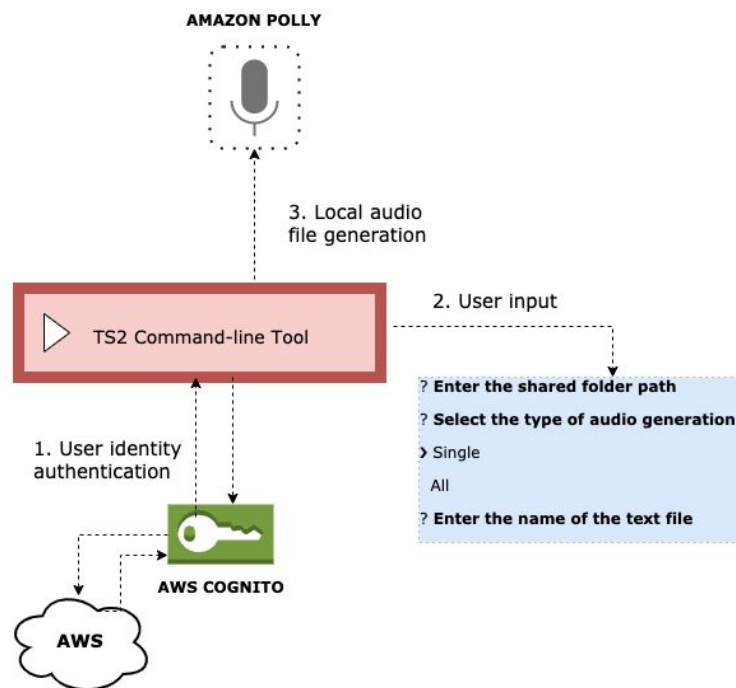 AMAZON POLLY
3. Local audio
file generation
TS2 Command-line Tool
2. User input
? Enter the shared folder path
? Select the type of audio generation
› Single
All
? Enter the name of the text file
1. User identity
authentication
AWS COGNITO
AWS